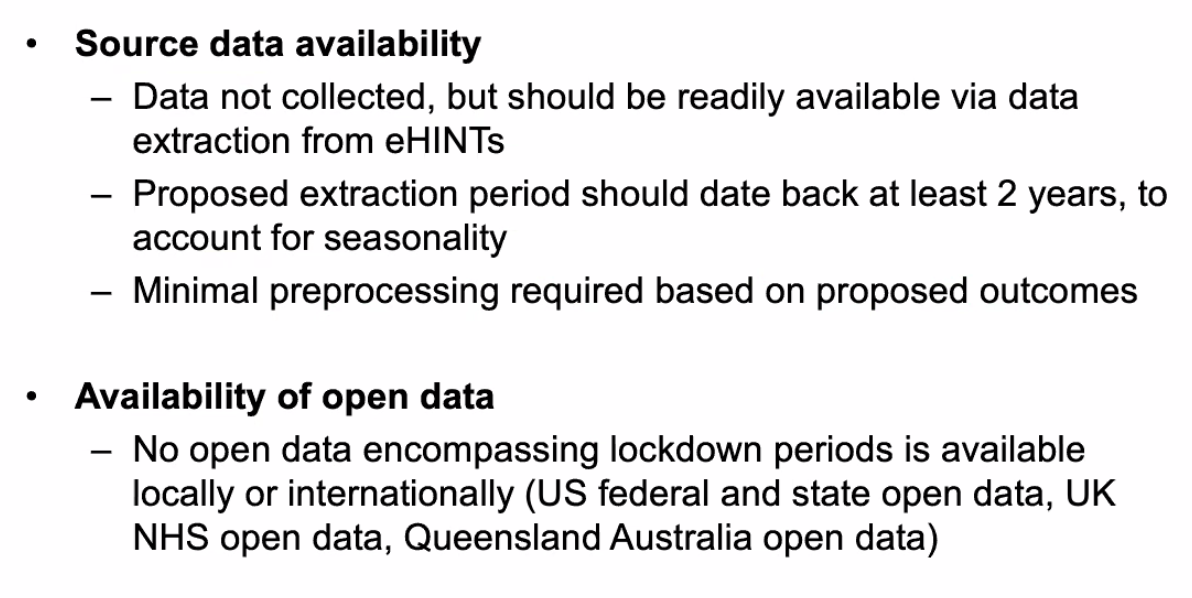 • Source data availability
– Data not collected, but should be readily available via data
extraction from eHINTs
– Proposed extraction period should date back at least 2 years, to
account for seasonality
– Minimal preprocessing required based on proposed outcomes
• Availability of open data
– No open data encompassing lockdown periods is available
locally or internationally (US federal and state open data, UK
NHS open data, Queensland Australia open data)